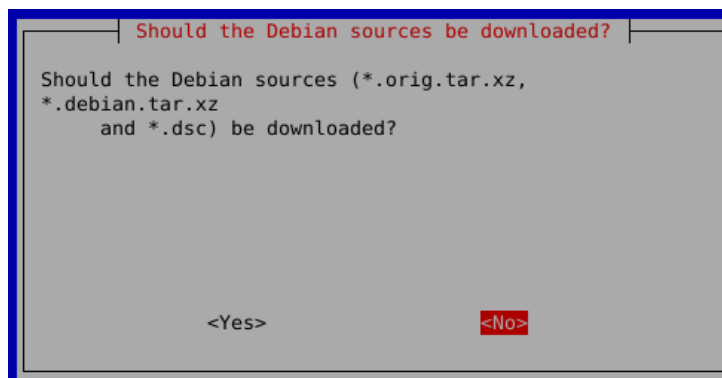 Should the Debian sources be downloaded?
Should the Debian sources (*.orig.tar.xz,
*.debian.tar.xz
and *.dsc) be downloaded?
<Yes> <No>